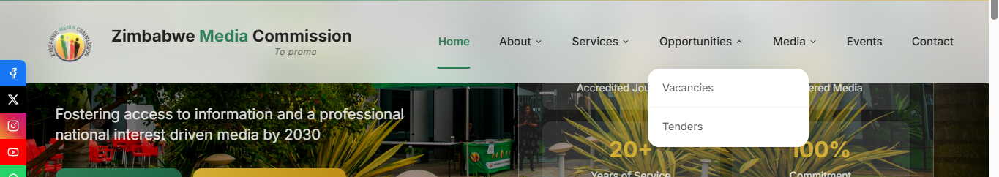 ZIMBABWE MEDIA COMMISSION
Zimbabwe Media Commission
To promo
Home
About
Services
Opportunities
Media
Events
Contact
Vacancies
Tenders
Accredited Jou
ered Media
Fostering access to information and a professional
national interest driven media by 2030
20+
100%
Years of Service
Commitment